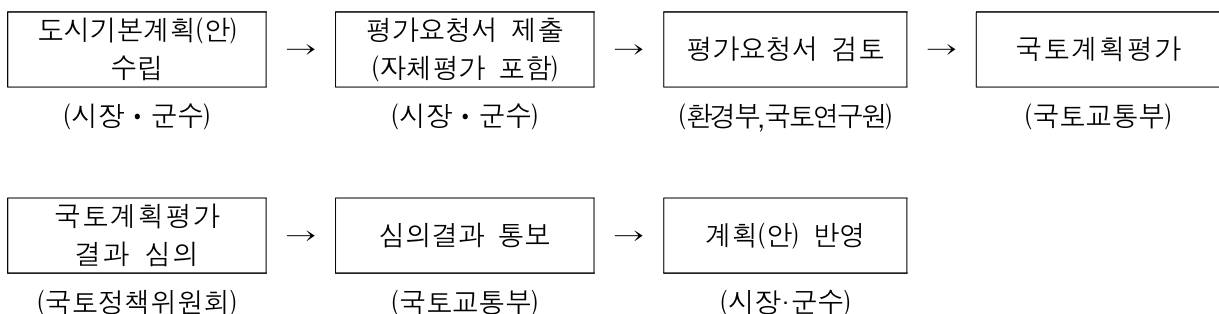 도시기본계획(안)
수립
→
평가요청서 제출
(자체평가 포함)
→
평가요청서 검토
→
국토계획평가
(시장・군수)
(시장・군수)
(환경부,국토연구원)
(국토교통부)
국토계획평가
결과 심의
→
심의결과 통보
→
계획(안) 반영
(국토정책위원회)
(국토교통부)
(시장·군수)